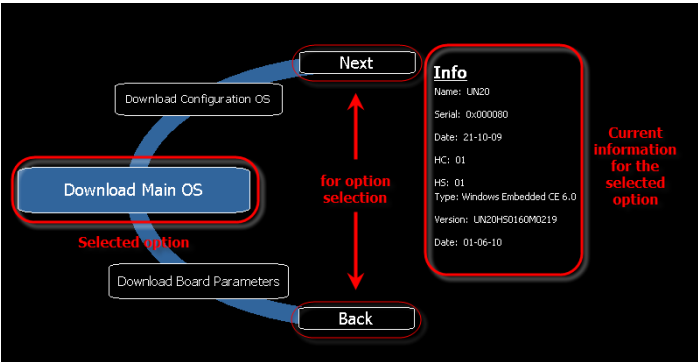 Next
Download Configuration OS
Download Main OS
Selected option
Download Board Parameters
Back
for option
selection
Info
Name: UN20
Serial: 0x000080
Date: 21-10-09
HC: 01
HS: 01
Type: Windows Embedded CE 6.0
Version: UN20HS0160M0219
Date: 01-06-10
Current
information
for the
selected
option